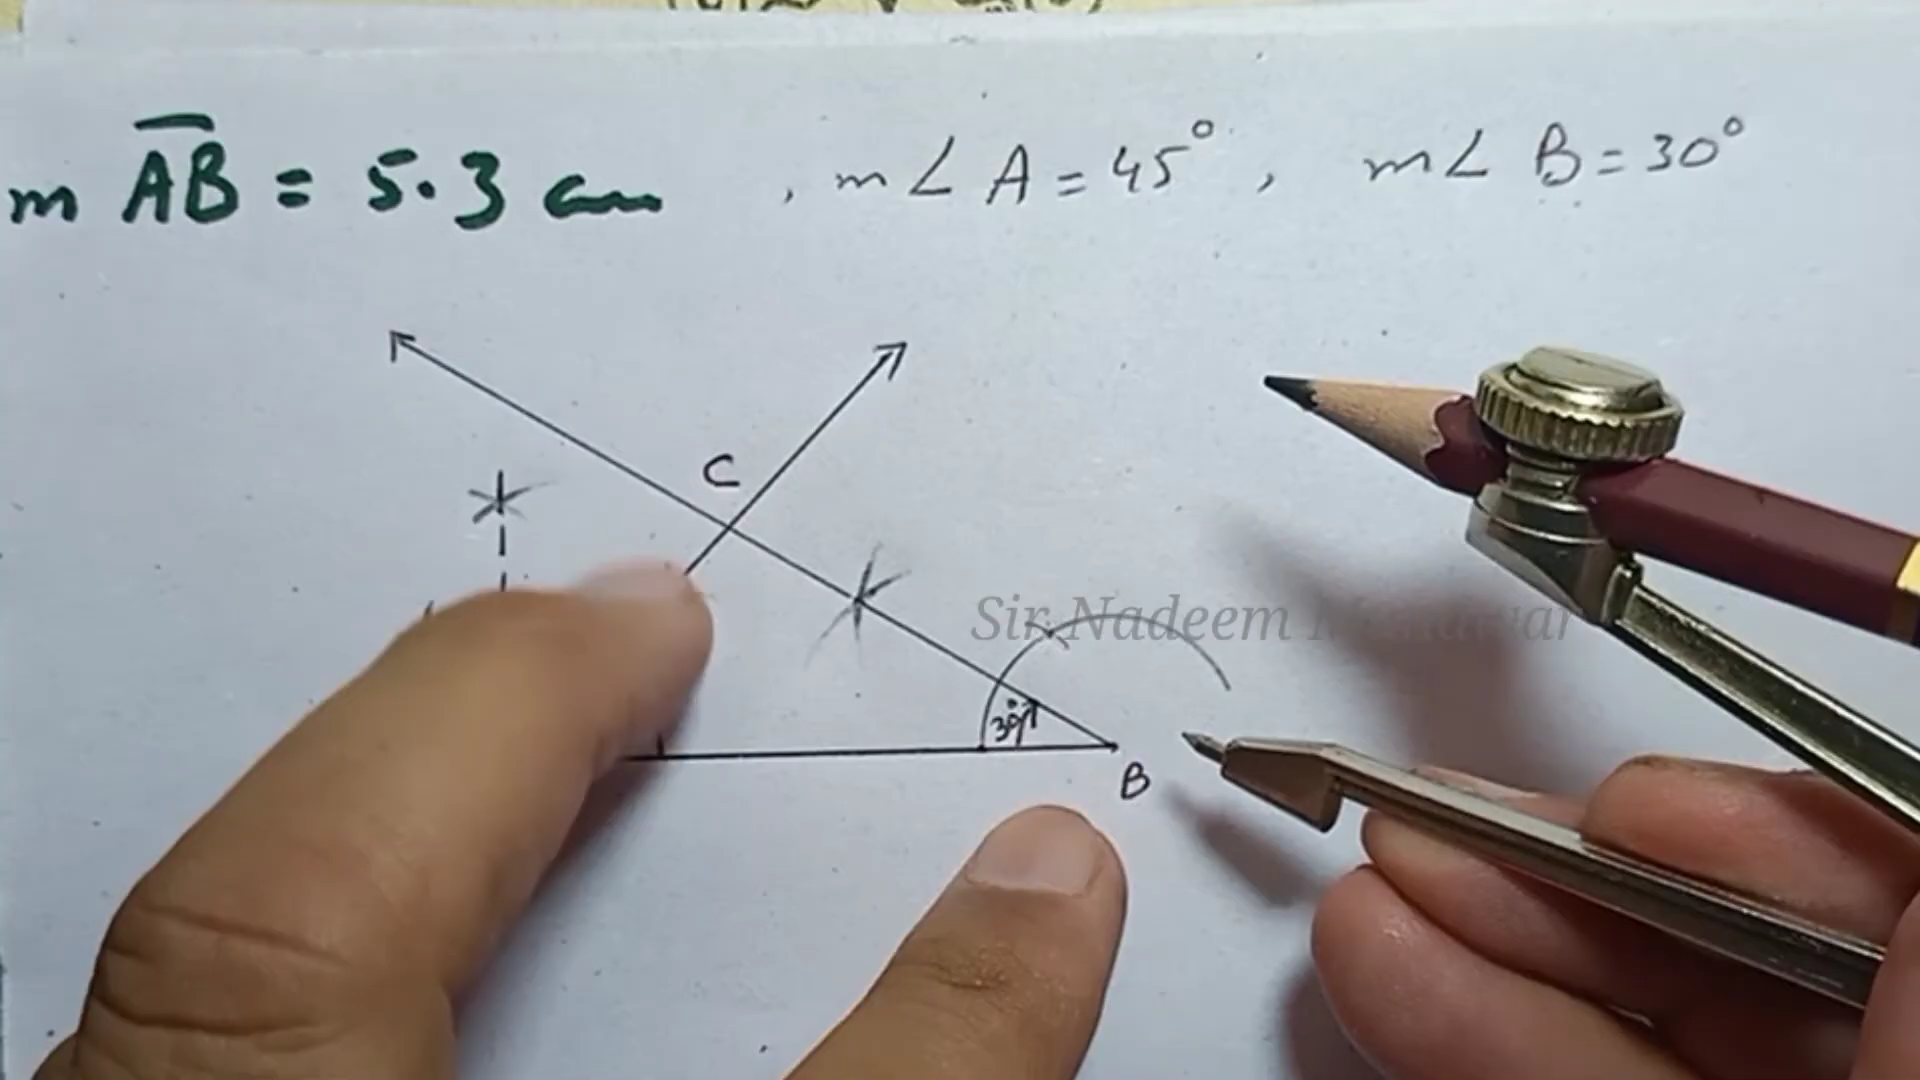 m AB = 5.3 cm , m∠A = 45°, m∠B = 30°
C
Sir Nadeem
30°
B